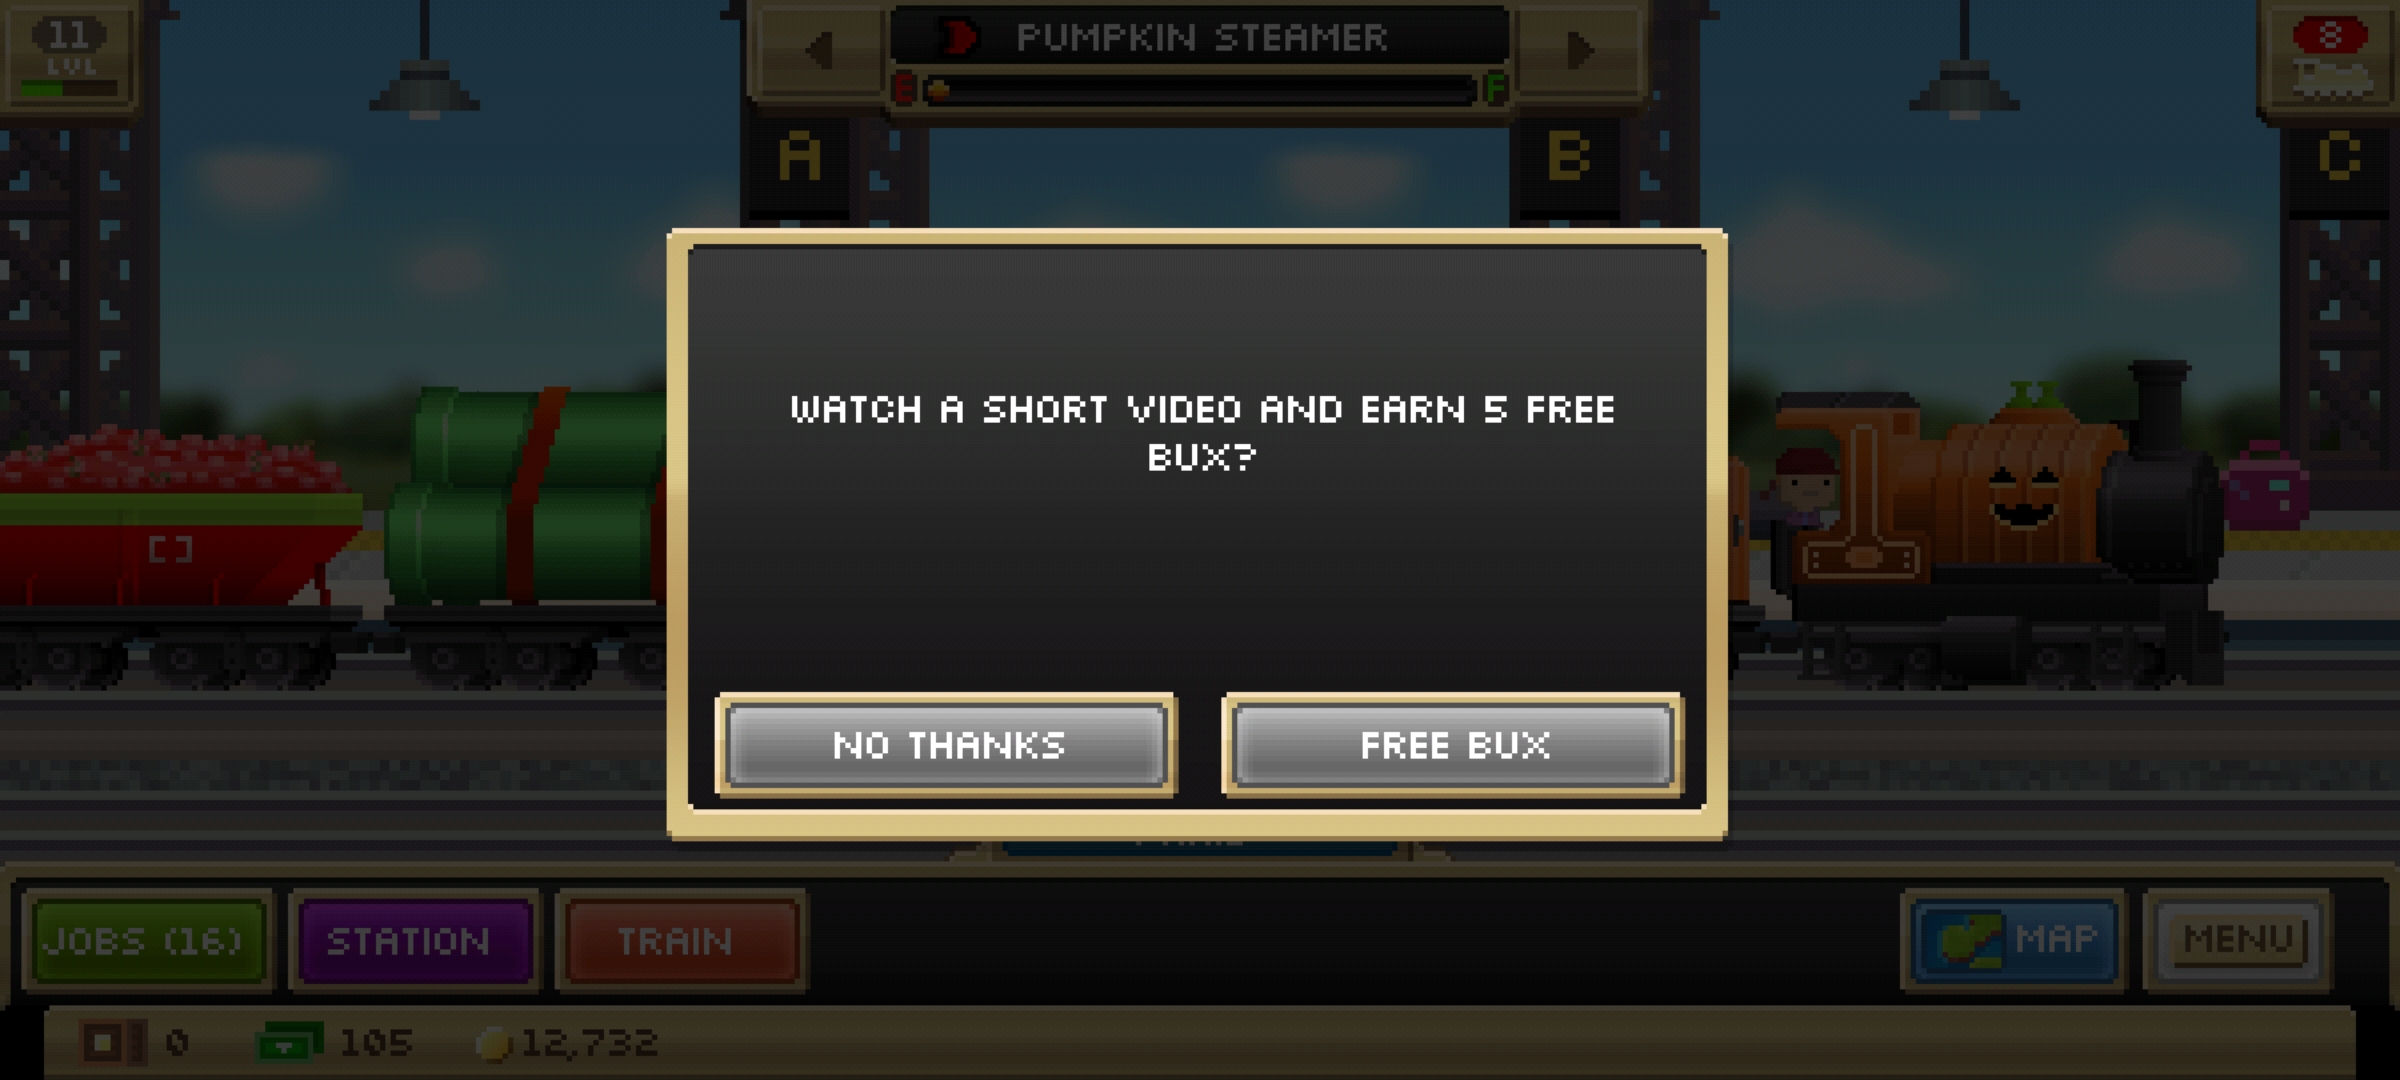 11
LVL
PUMPKIN STEAMER
E
F
8
A
B
C
WATCH A SHORT VIDEO AND EARN 5 FREE
BUX?
NO THANKS
FREE BUX
JOBS (16)
STATION
TRAIN
MAP
MENU
0
105
12,732